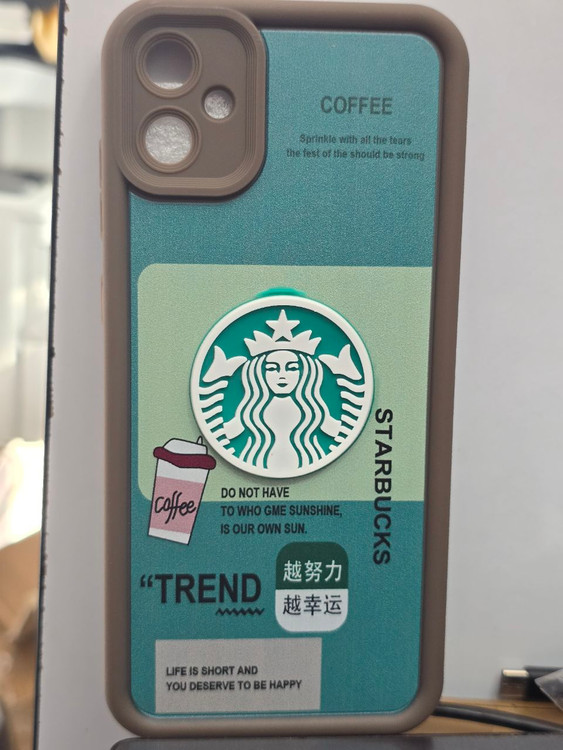 COFFEE
Sprinkle with all the tears
the fest of the should be strong
STARBUCKS
coffee
DO NOT HAVE
TO WHO GME SUNSHINE,
IS OUR OWN SUN.
“TREND
越努力
越幸运
LIFE IS SHORT AND
YOU DESERVE TO BE HAPPY